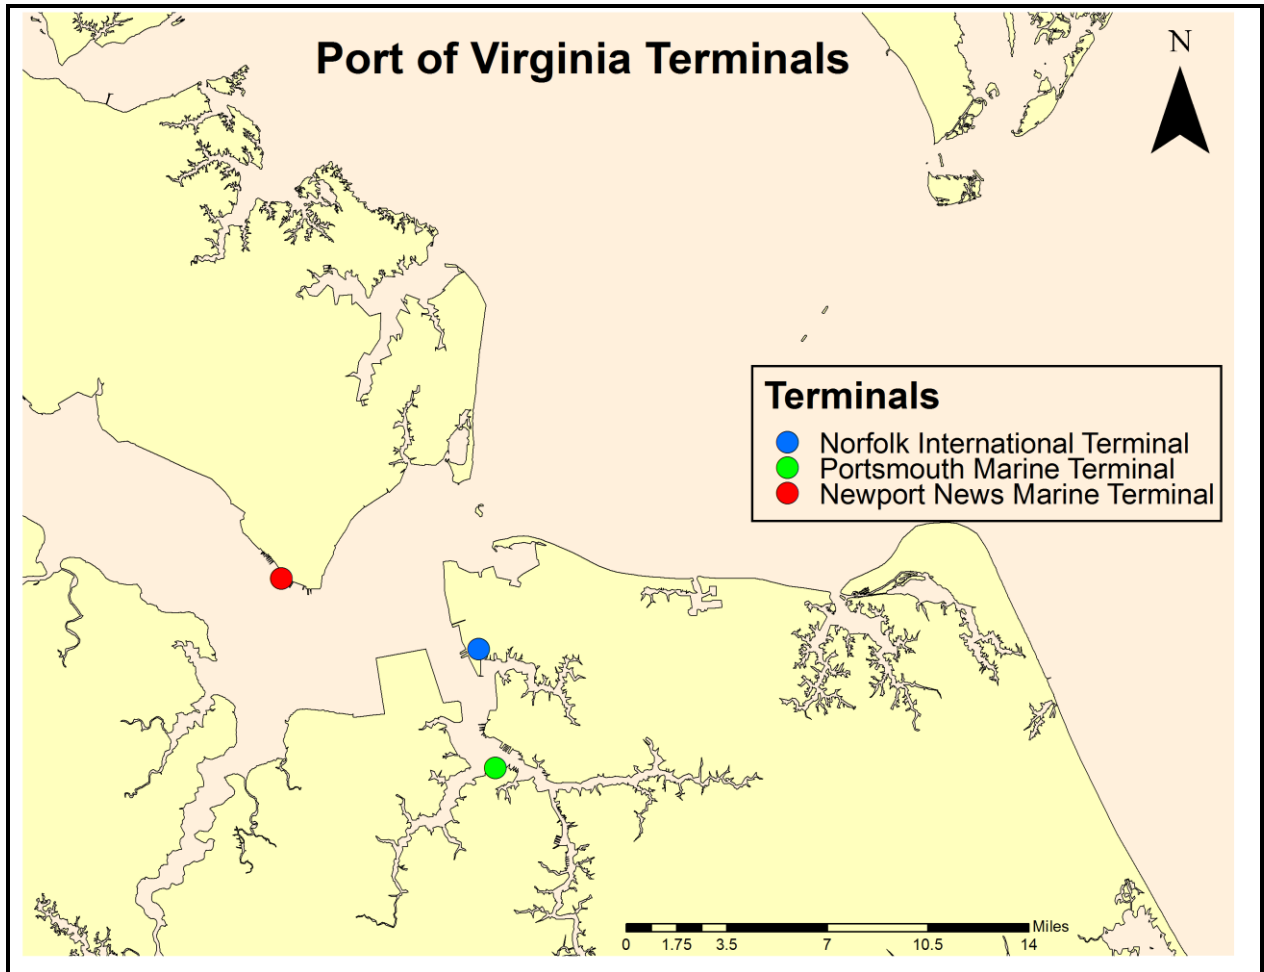 Port of Virginia Terminals
N
Terminals
Norfolk International Terminal
Portsmouth Marine Terminal
Newport News Marine Terminal
Miles
0 1.75 3.5 7 10.5 14